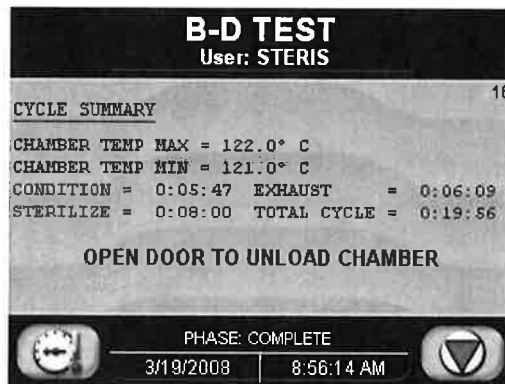 B-D TEST
User: STERIS
CYCLE SUMMARY
CHAMBER TEMP MAX = 122.0° C
CHAMBER TEMP MIN = 121.0° C
CONDITION = 0:05:47 EXHAUST = 0:06:09
STERILIZE = 0:08:00 TOTAL CYCLE = 0:19:56
OPEN DOOR TO UNLOAD CHAMBER
PHASE: COMPLETE
3/19/2008 8:56:14 AM